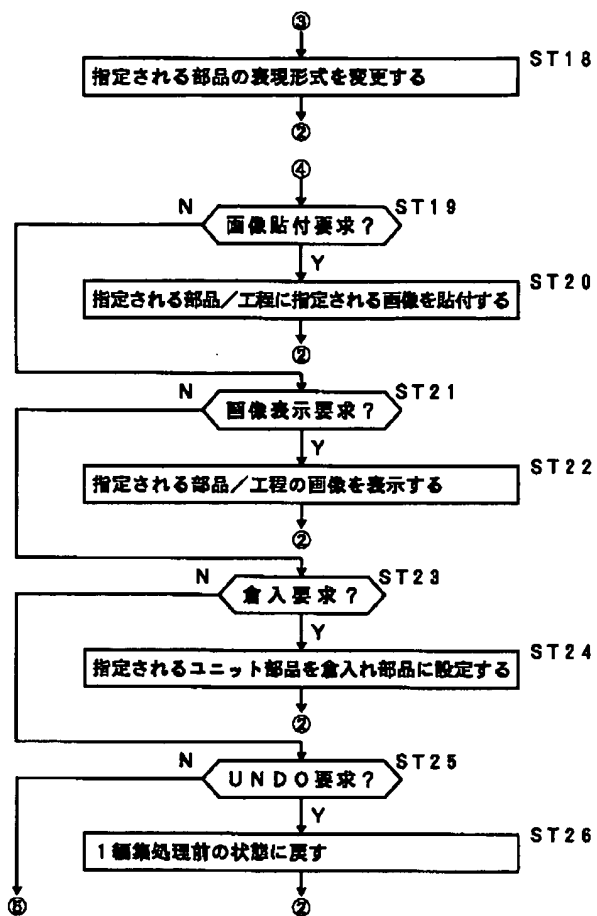 ③
ST18
指定される部品の表現形式を変更する
②
④
N
ST19
画像貼付要求？
Y
ST20
指定される部品／工程に指定される画像を貼付する
②
N
ST21
画像表示要求？
Y
ST22
指定される部品／工程の画像を表示する
②
N
ST23
倉入要求？
Y
ST24
指定されるユニット部品を倉入れ部品に設定する
②
N
ST25
UNDO要求？
Y
ST26
1編集処理前の状態に戻す
⑤
②